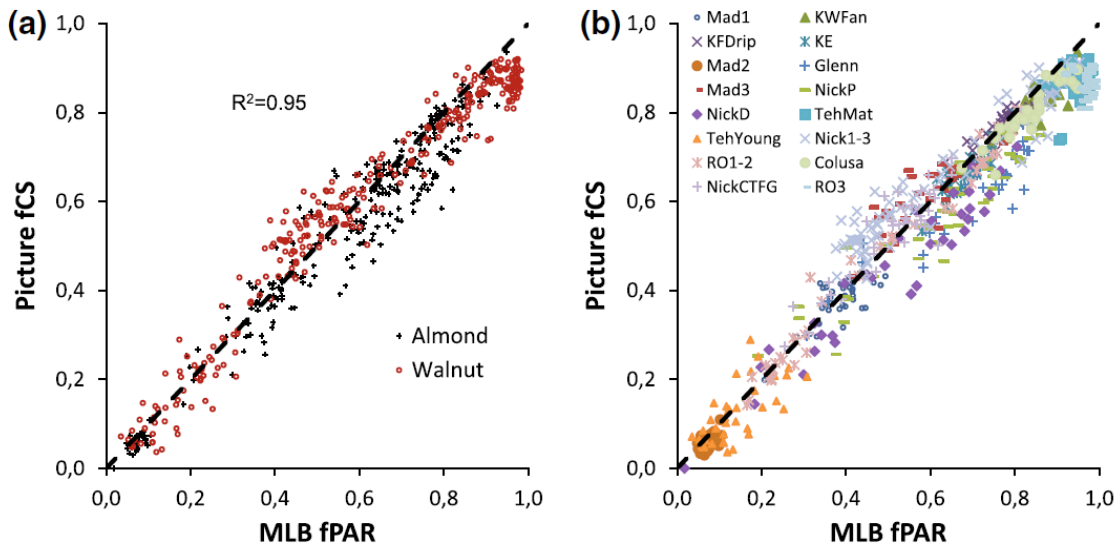 (a)
1,0
0,8
0,6
0,4
0,2
0,0
Picture fCS
R²=0.95
Almond
Walnut
0,0 0,2 0,4 0,6 0,8 1,0
MLB fPAR
(b)
1,0
0,8
0,6
0,4
0,2
0,0
Picture fCS
Mad1 KWFan
KFDrip KE
Mad2 Glenn
Mad3 NickP
NickD TehMat
TehYoung Nick1-3
RO1-2 Colusa
NickCTFG RO3
0,0 0,2 0,4 0,6 0,8 1,0
MLB fPAR